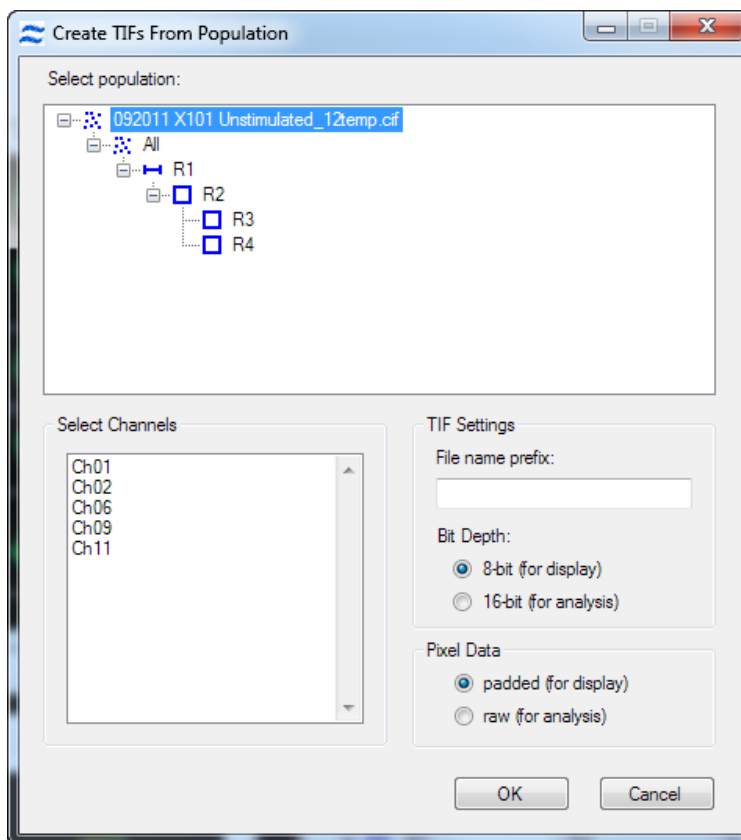 Create TIFs From Population
Select population:
092011 X101 Unstimulated_12temp.cif
All
R1
R2
R3
R4
Select Channels
Ch01
Ch02
Ch06
Ch09
Ch11
TIF Settings
File name prefix:
Bit Depth:
8-bit (for display)
16-bit (for analysis)
Pixel Data
padded (for display)
raw (for analysis)
OK
Cancel